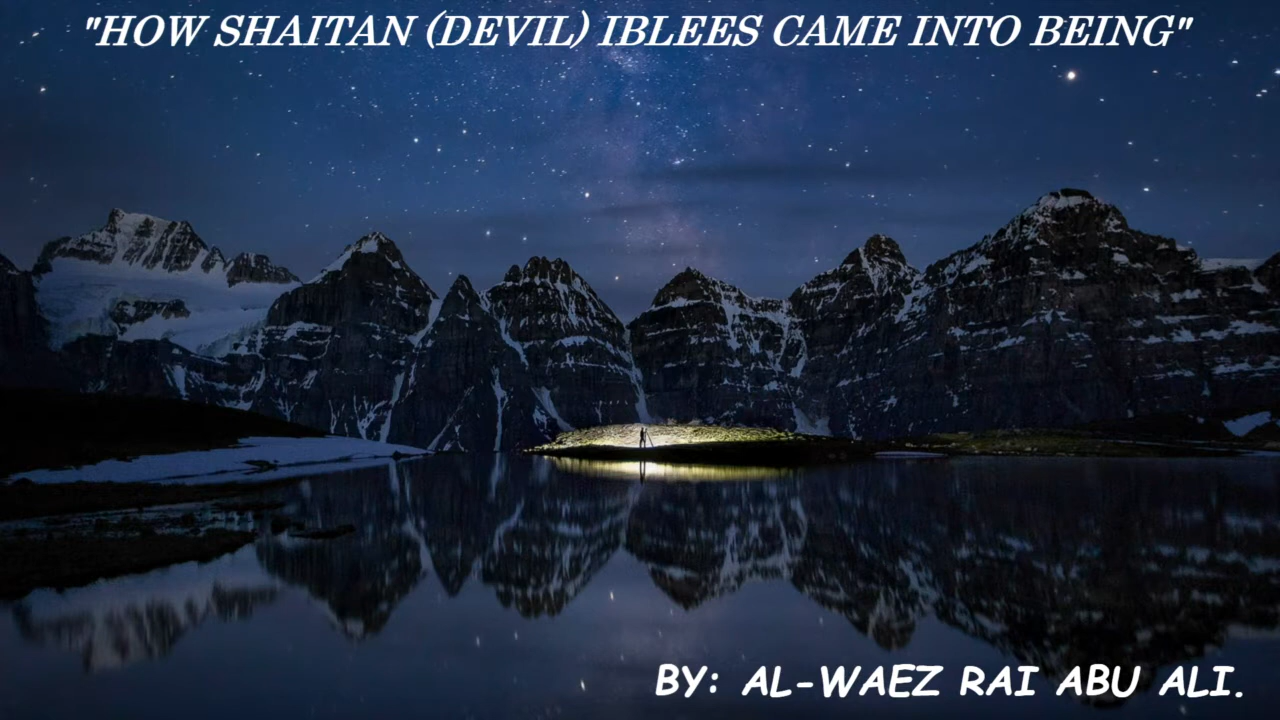 "HOW SHAITAN (DEVIL) IBLEES CAME INTO BEING"
BY: AL-WAEZ RAI ABU ALI.